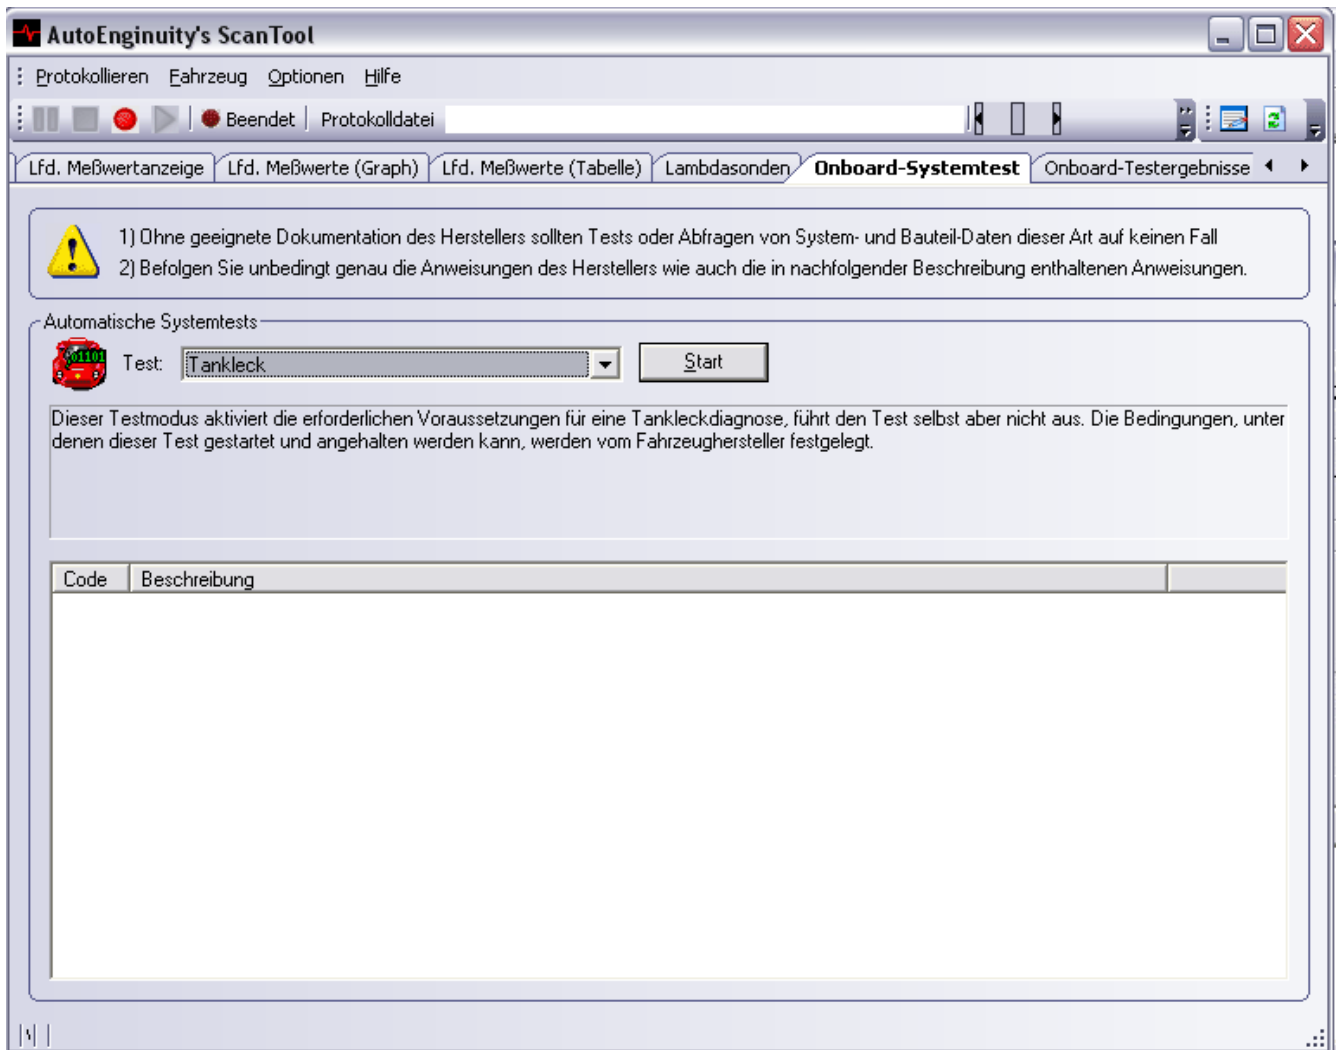 AutoEnginuity's ScanTool
Protokollieren Fahrzeug Optionen Hilfe
Beendet Protokolldatei
Lfd. Meßwertanzeige Lfd. Meßwerte (Graph) Lfd. Meßwerte (Tabelle) Lambdasonden Onboard-Systemtest Onboard-Testergebnisse
1) Ohne geeignete Dokumentation des Herstellers sollten Tests oder Abfragen von System- und Bauteil-Daten dieser Art auf keinen Fall
2) Befolgen Sie unbedingt genau die Anweisungen des Herstellers wie auch die in nachfolgender Beschreibung enthaltenen Anweisungen.
Automatische Systemtests
01101
Test: Tankleck Start
Dieser Testmodus aktiviert die erforderlichen Voraussetzungen für eine Tankleckdiagnose, führt den Test selbst aber nicht aus. Die Bedingungen, unter
denen dieser Test gestartet und angehalten werden kann, werden vom Fahrzeughersteller festgelegt.
Code Beschreibung